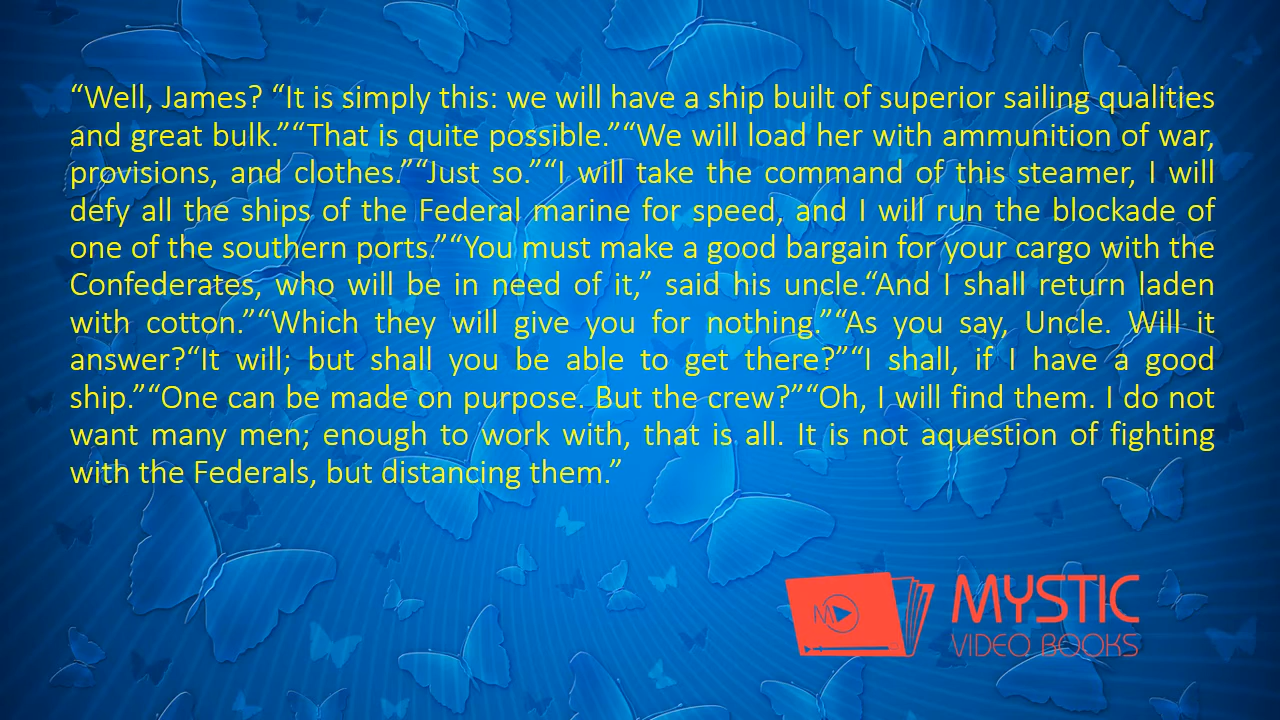 “Well, James? “It is simply this: we will have a ship built of superior sailing qualities
and great bulk.”“That is quite possible.”“We will load her with ammunition of war,
provisions, and clothes.”“Just so.”“I will take the command of this steamer, I will
defy all the ships of the Federal marine for speed, and I will run the blockade of
one of the southern ports.”“You must make a good bargain for your cargo with the
Confederates, who will be in need of it,” said his uncle.“And I shall return laden
with cotton.”“Which they will give you for nothing.”“As you say, Uncle. Will it
answer?“It will; but shall you be able to get there?”“I shall, if I have a good
ship.”“One can be made on purpose. But the crew?”“Oh, I will find them. I do not
want many men; enough to work with, that is all. It is not aquestion of fighting
with the Federals, but distancing them.”
M
MYSTIC
VIDEO BOOKS